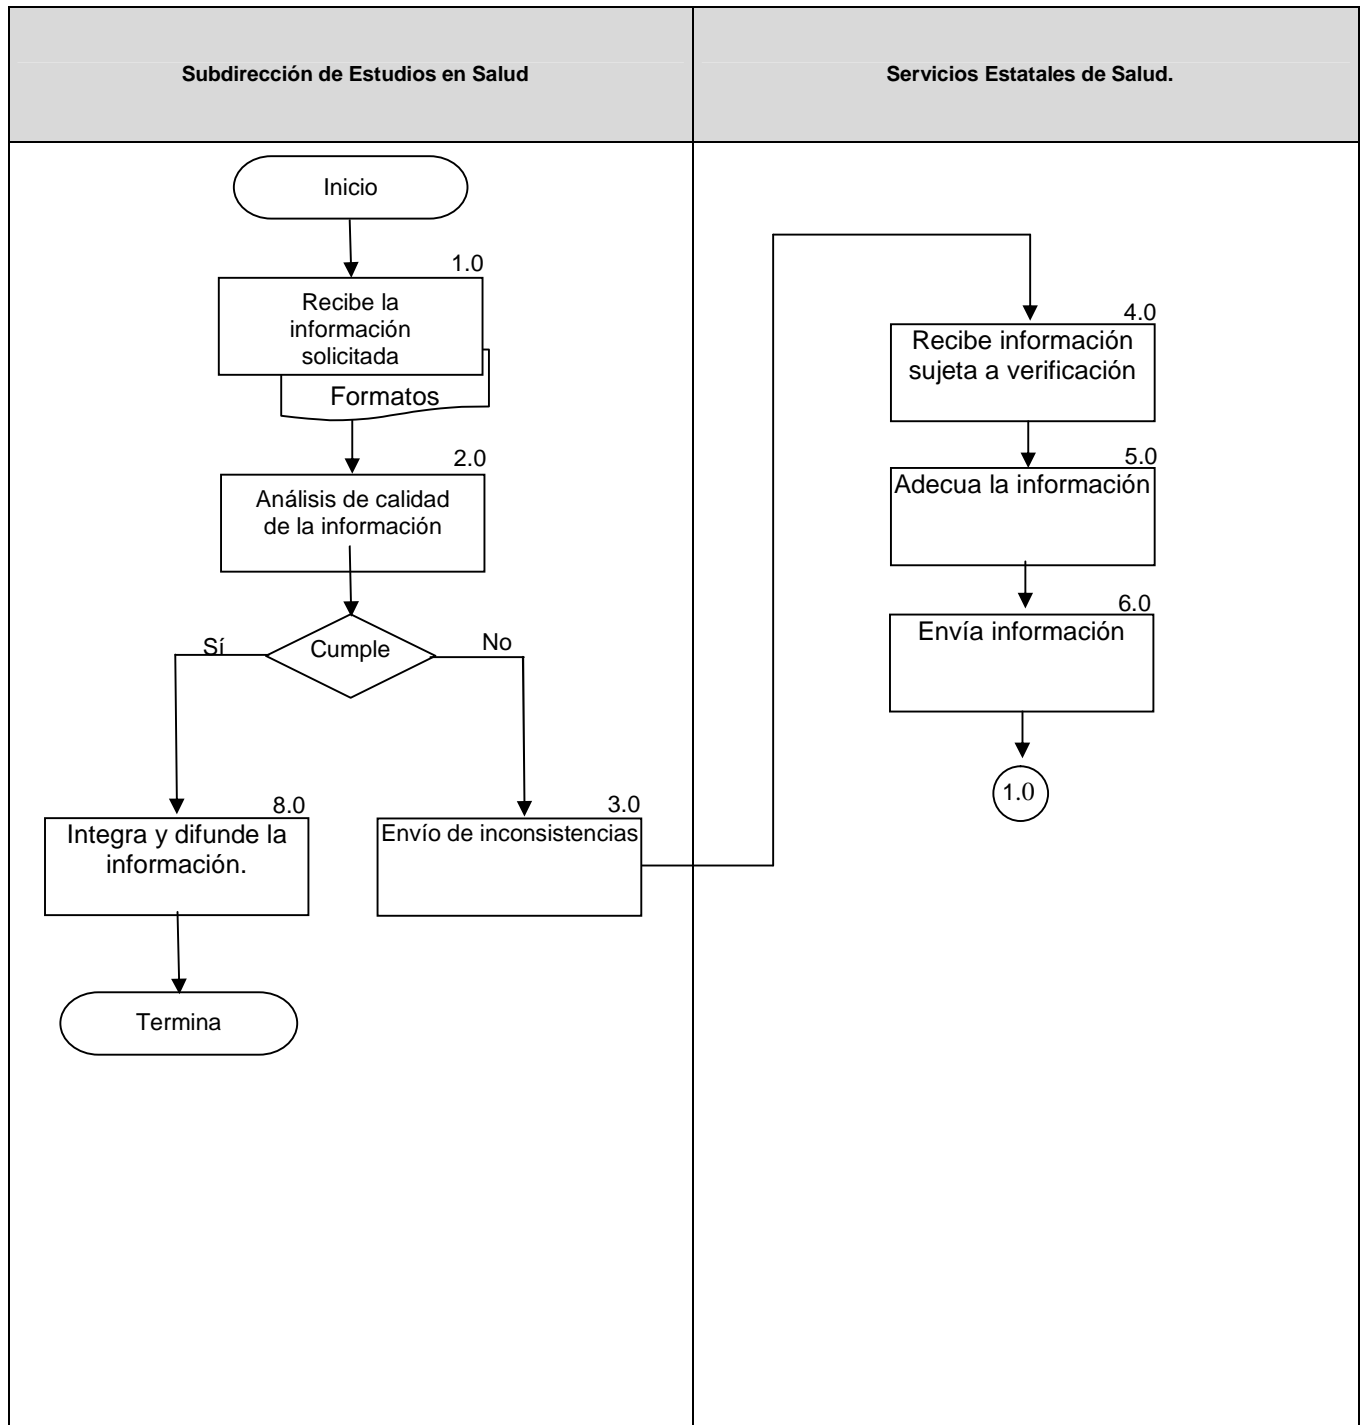 Subdirección de Estudios en Salud
Servicios Estatales de Salud.
Inicio
1.0
Recibe la
información
solicitada
Formatos
2.0
Análisis de calidad
de la información
Cumple
Sí
No
8.0
Integra y difunde la
información.
3.0
Envío de inconsistencias
Termina
4.0
Recibe información
sujeta a verificación
5.0
Adecua la información
6.0
Envía información
1.0